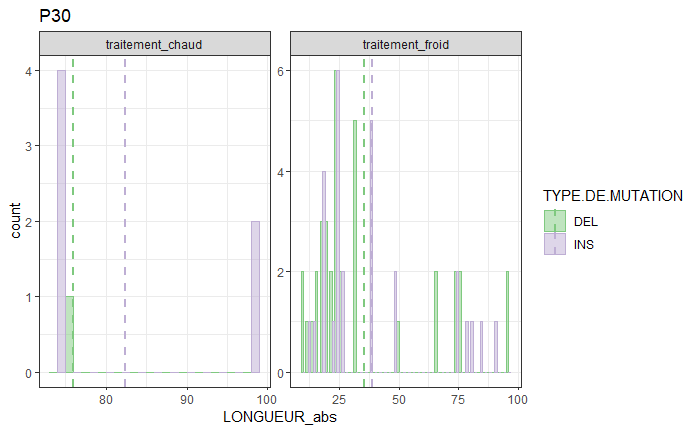 P30
traitement_chaud
traitement_froid
count
4
3
2
1
0
6
4
2
0
80
90
100
25
50
75
100
LONGUEUR_abs
TYPE.DE.MUTATION
DEL
INS